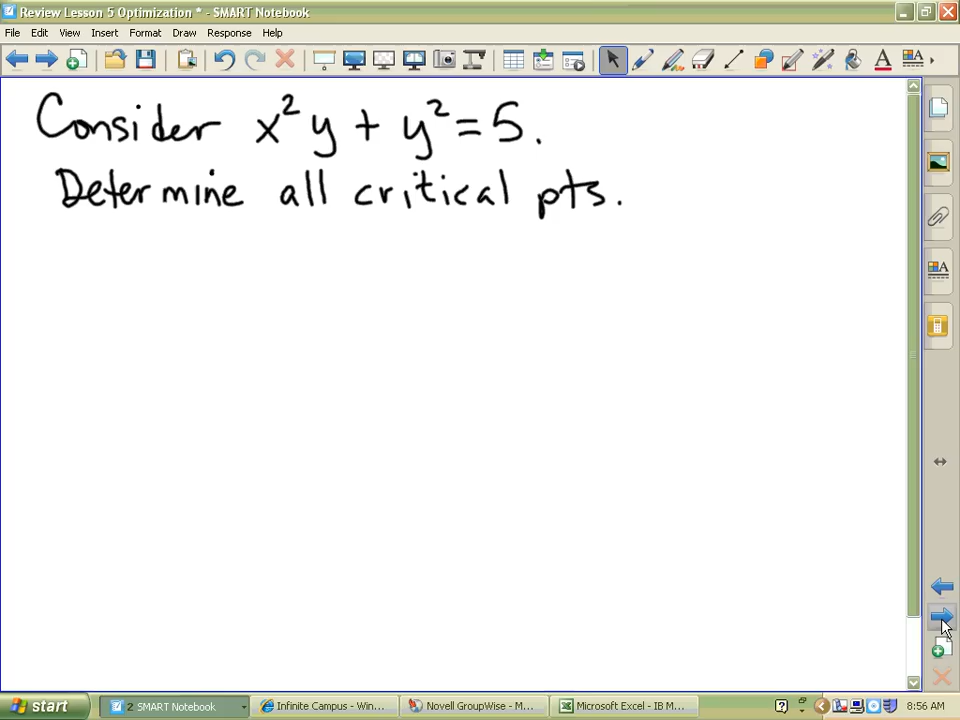 Review Lesson 5 Optimization * - SMART Notebook
File Edit View Insert Format Draw Response Help
Consider x²y + y² = 5.
Determine all critical pts.
start 2 SMART Notebook Infinite Campus - Win... Novell GroupWise - M... Microsoft Excel - IB M... 8:56 AM